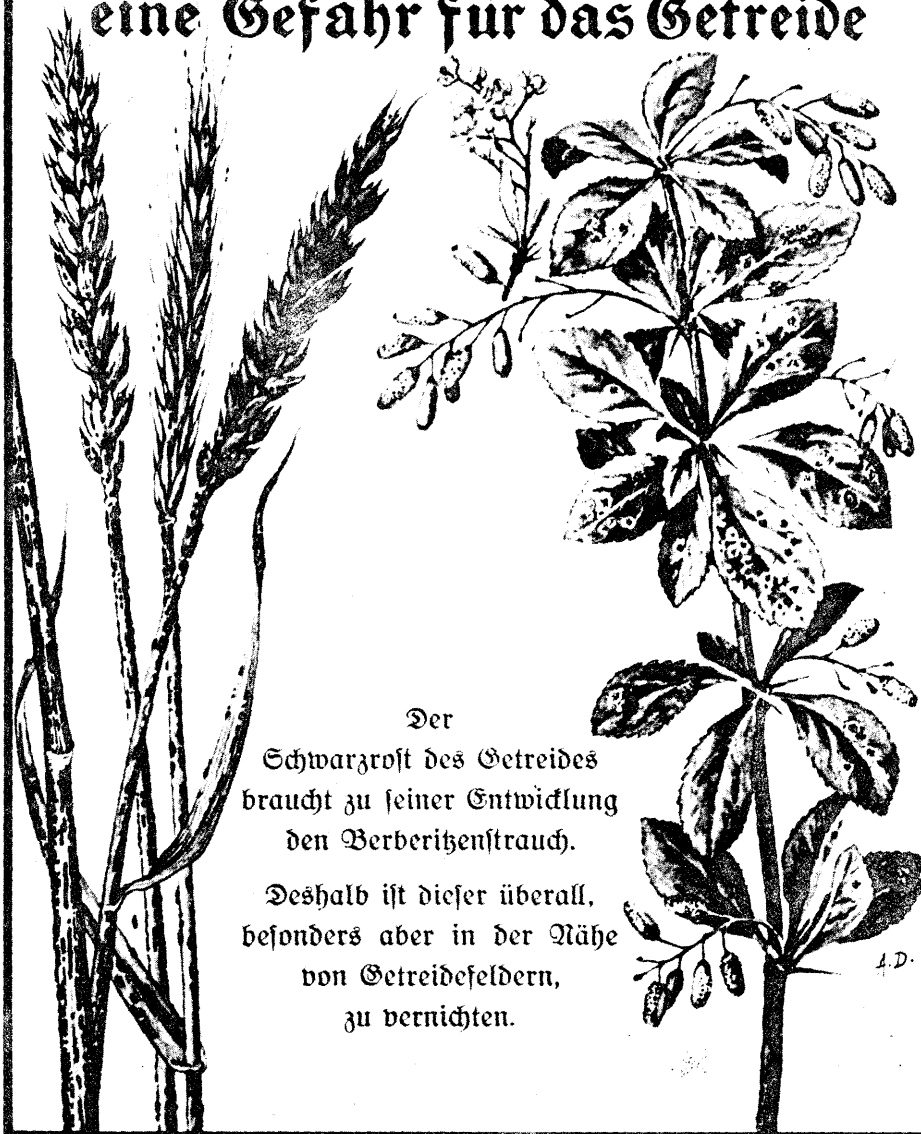 eine Gefahr für das Getreide
Der
Schwarzrost des Getreides
braucht zu seiner Entwicklung
den Berberitzenstrauch.
Deshalb ist dieser überall,
besonders aber in der Nähe
von Getreidefeldern,
zu vernichten.
A.D.